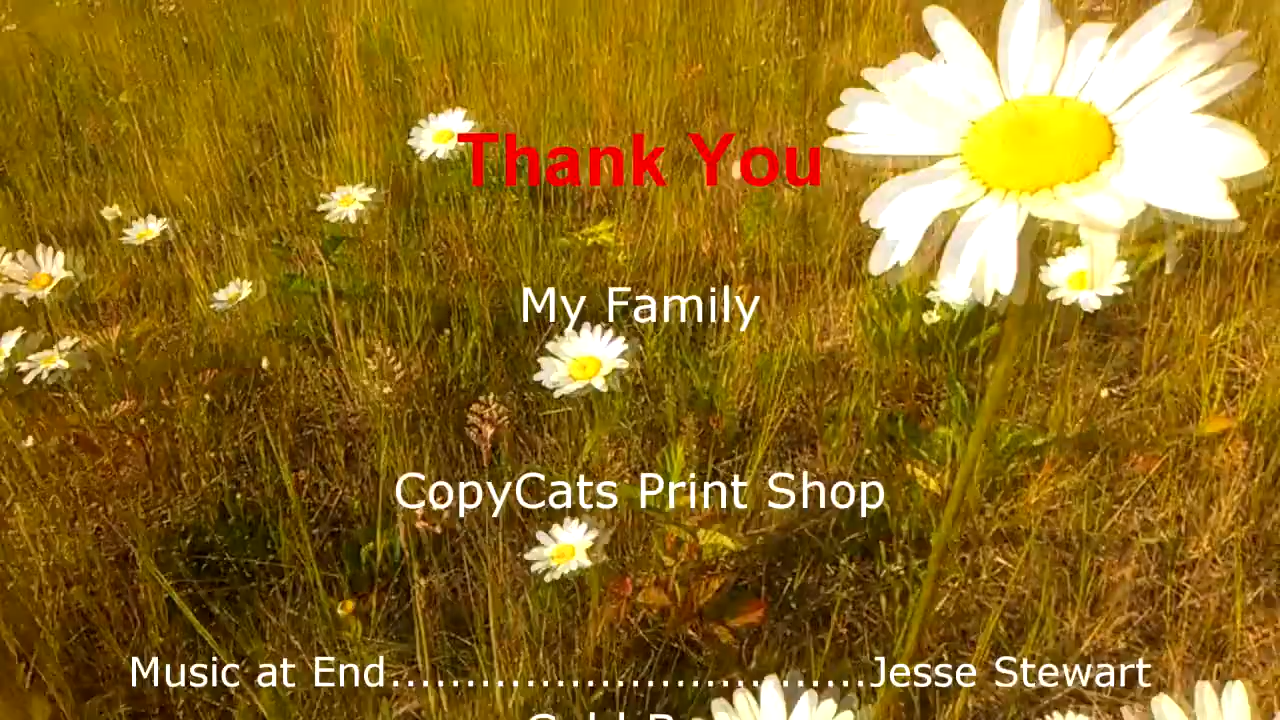 Thank You
My Family
CopyCats Print Shop
Music at End................................Jesse Stewart